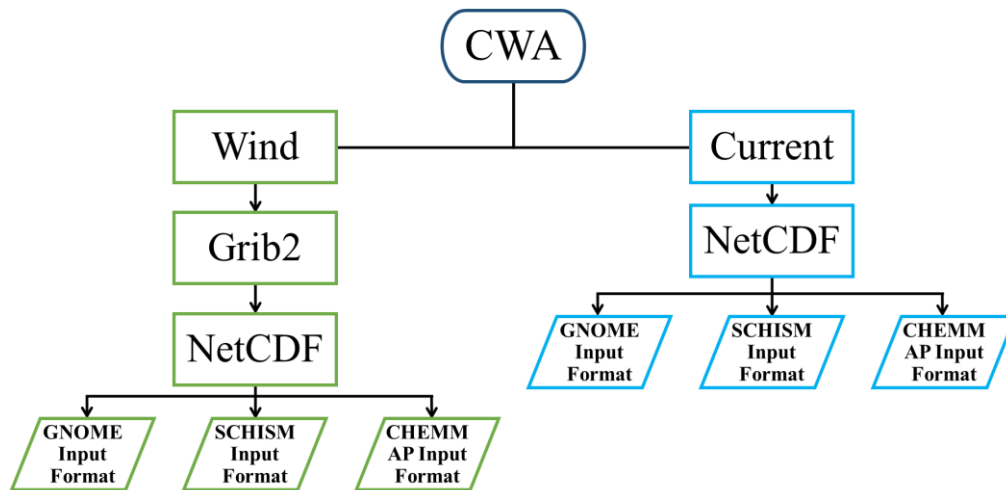 CWA
Wind
Current
Grib2
NetCDF
NetCDF
GNOME
Input
Format
SCHISM
Input
Format
CHEMM
AP Input
Format
GNOME
Input
Format
SCHISM
Input
Format
CHEMM
AP Input
Format